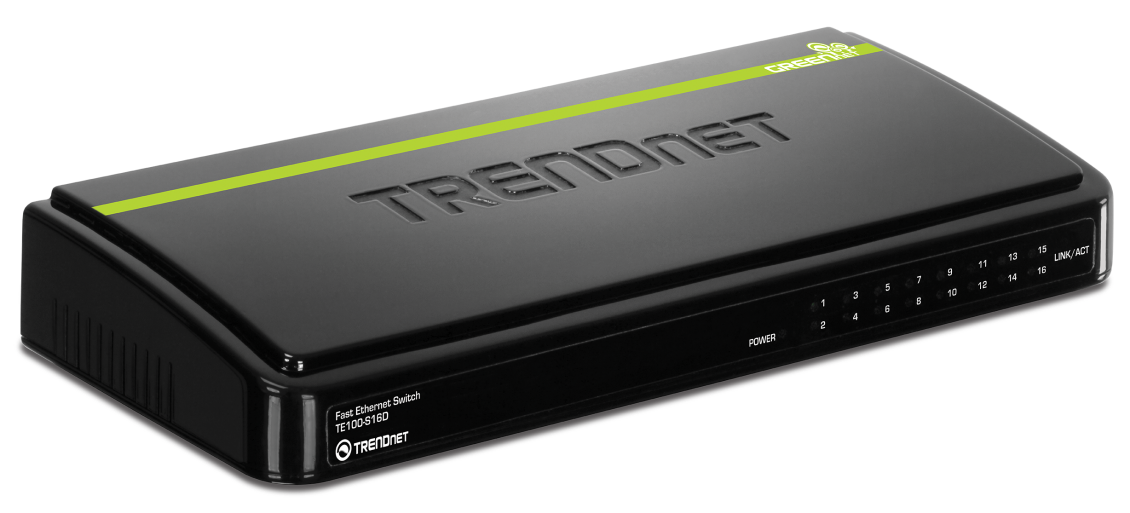 GREENnet
TRENDnET
1 3 5 7 9 11 13 15
LINK/ACT
2 4 6 8 10 12 14 16
POWER
Fast Ethernet Switch
TE100-S16D
TRENDnET